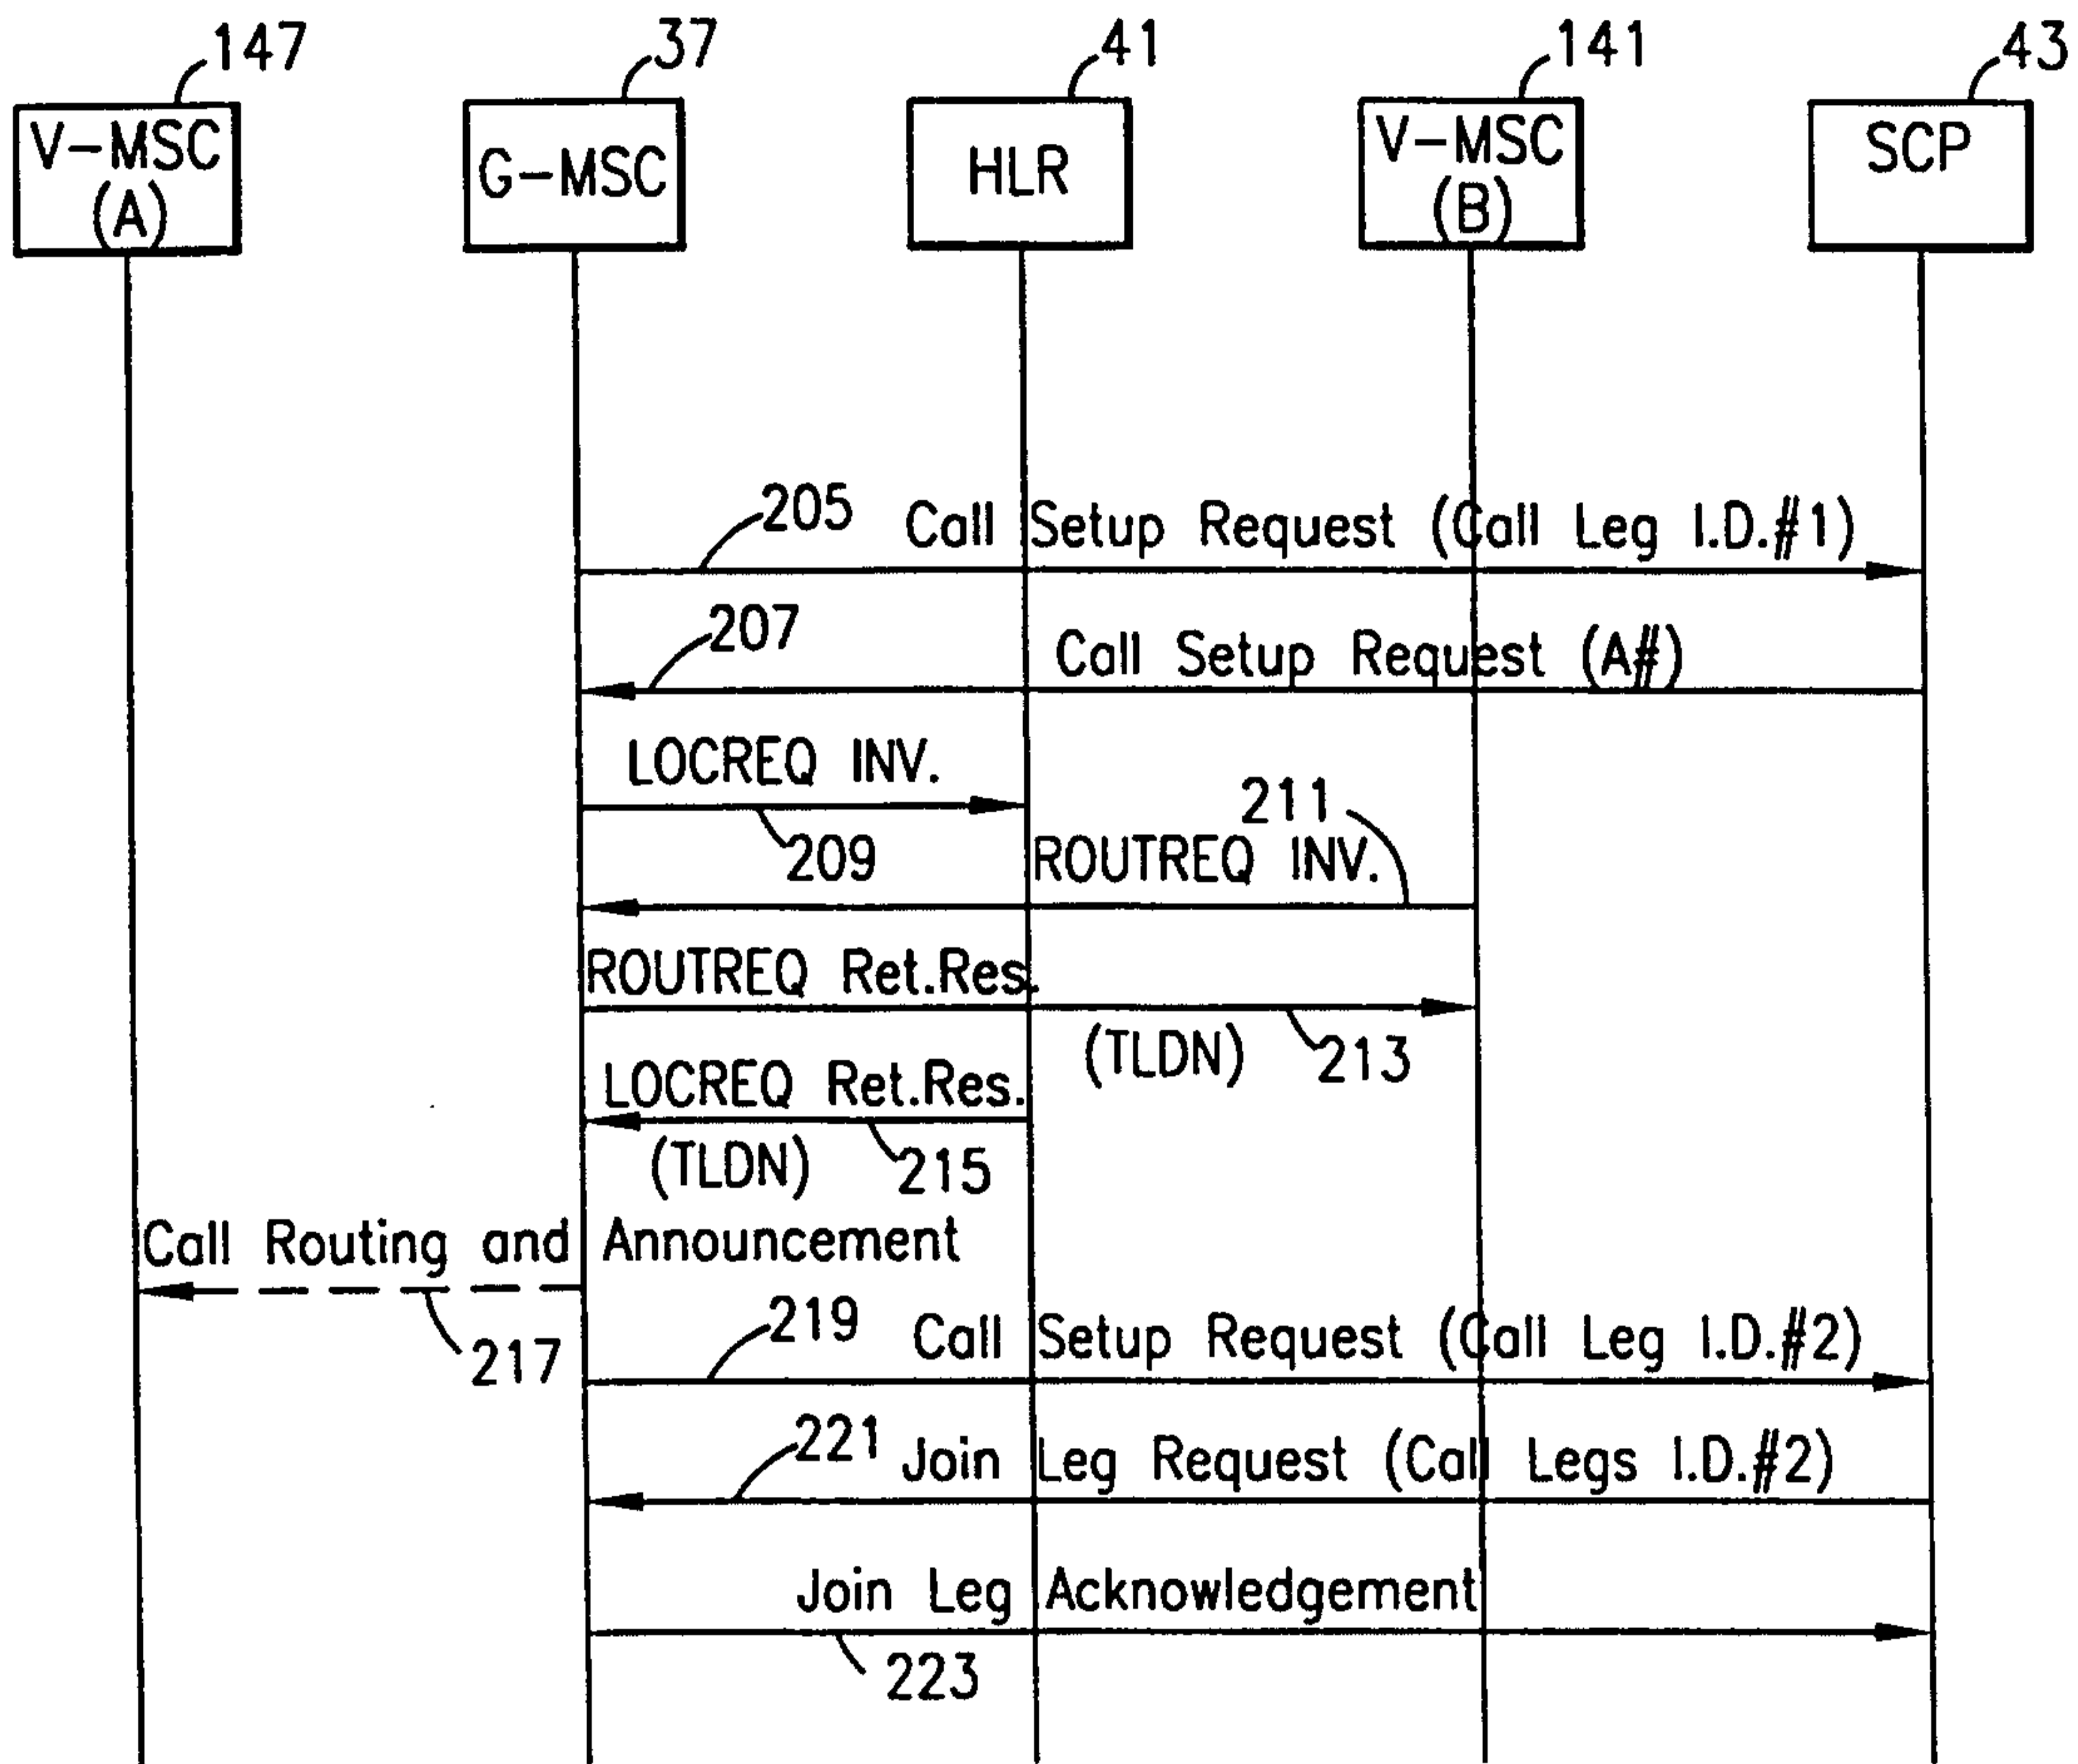 147
37
41
141
43
V-MSC
(A)
G-MSC
HLR
V-MSC
(B)
SCP
205
Call Setup Request (Call Leg I.D.#1)
207
Call Setup Request (A#)
LOCREQ INV.
209
211
ROUTREQ INV.
ROUTREQ Ret.Res.
(TLDN)
213
LOCREQ Ret.Res.
(TLDN)
215
Call Routing and Announcement
217
219
Call Setup Request (Call Leg I.D.#2)
221
Join Leg Request (Call Legs I.D.#2)
Join Leg Acknowledgement
223